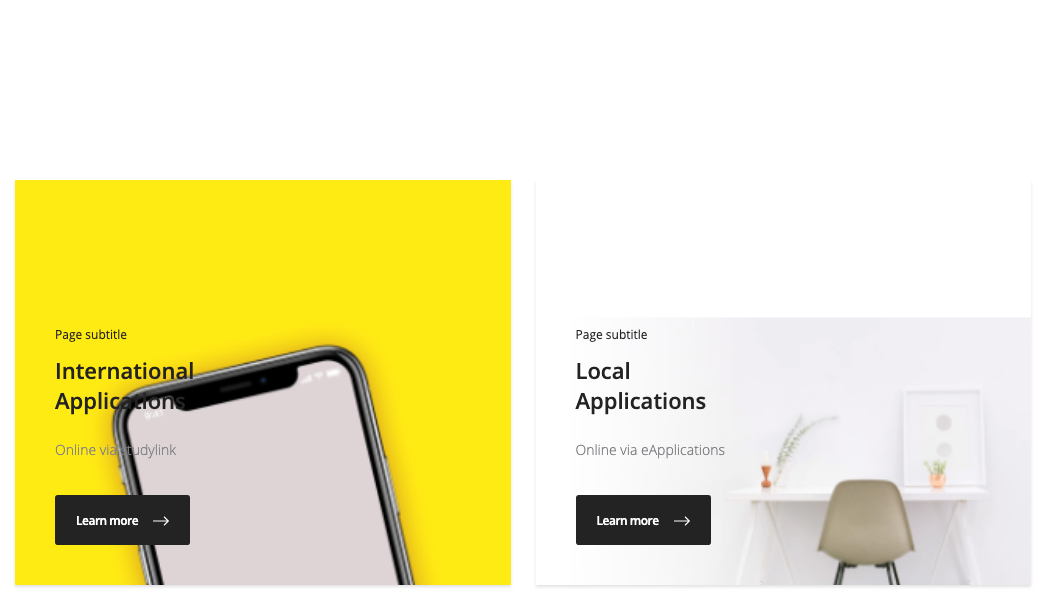 Page subtitle
International
Applications
Online via studylink
Learn more
Page subtitle
Local
Applications
Online via eApplications
Learn more